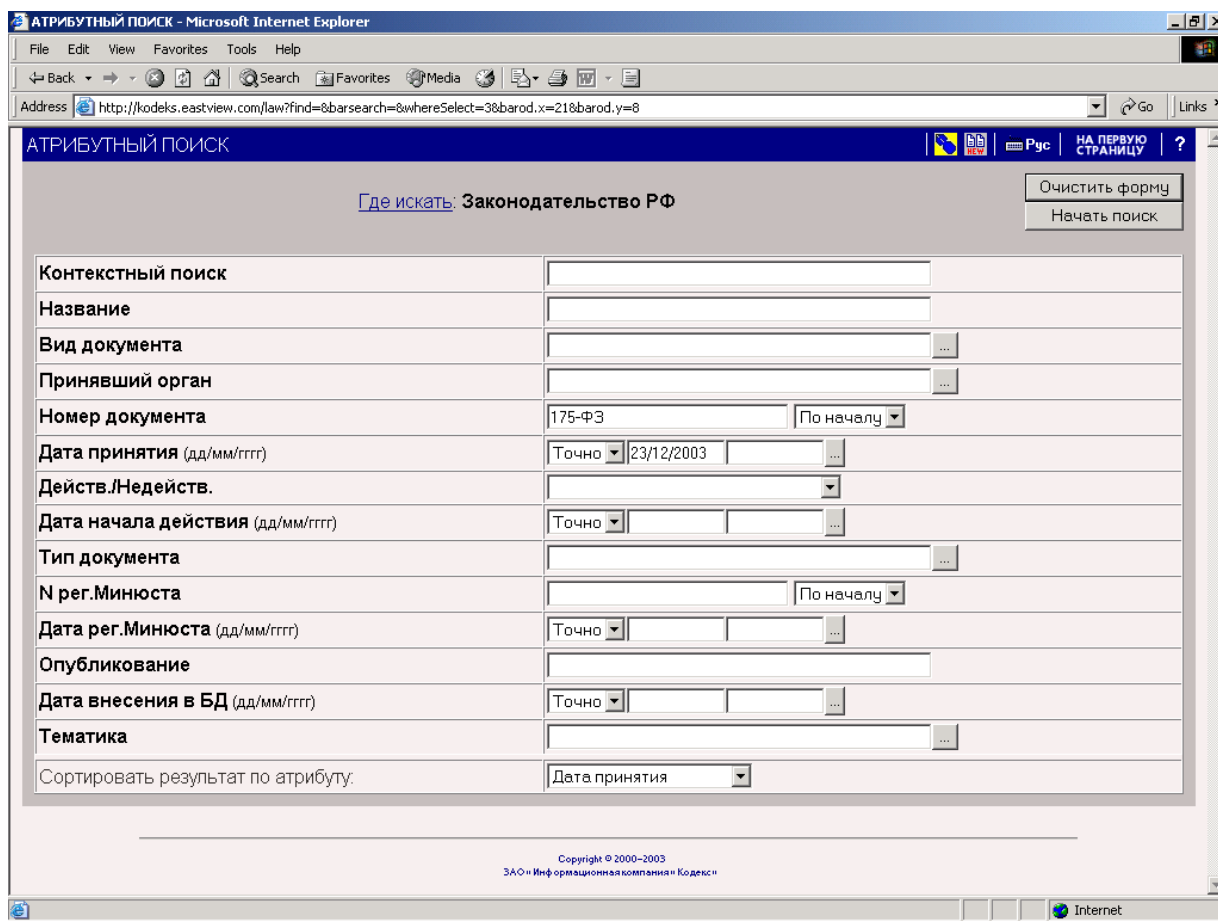 АТРИБУТНЫЙ ПОИСК - Microsoft Internet Explorer
File Edit View Favorites Tools Help
Back Search Favorites Media
Address http://kodeks.eastview.com/law?find=&barsearch=&whereSelect=3&barod.x=21&barod.y=8 Go Links
АТРИБУТНЫЙ ПОИСК NEW Рус НА ПЕРВУЮ СТРАНИЦУ ?
Очистить форму
Где искать: Законодательство РФ
Начать поиск
Контекстный поиск
Название
Вид документа ...
Принявший орган ...
Номер документа 175-ФЗ По началу
Дата принятия (дд/мм/гггг) Точно 23/12/2003 ...
Действ./Недейств.
Дата начала действия (дд/мм/гггг) Точно ...
Тип документа ...
N рег.Минюста По началу
Дата рег.Минюста (дд/мм/гггг) Точно ...
Опубликование
Дата внесения в БД (дд/мм/гггг) Точно ...
Тематика ...
Сортировать результат по атрибуту: Дата принятия
Copyright © 2000-2003
ЗАО "Информационная компания "Кодекс"
Internet